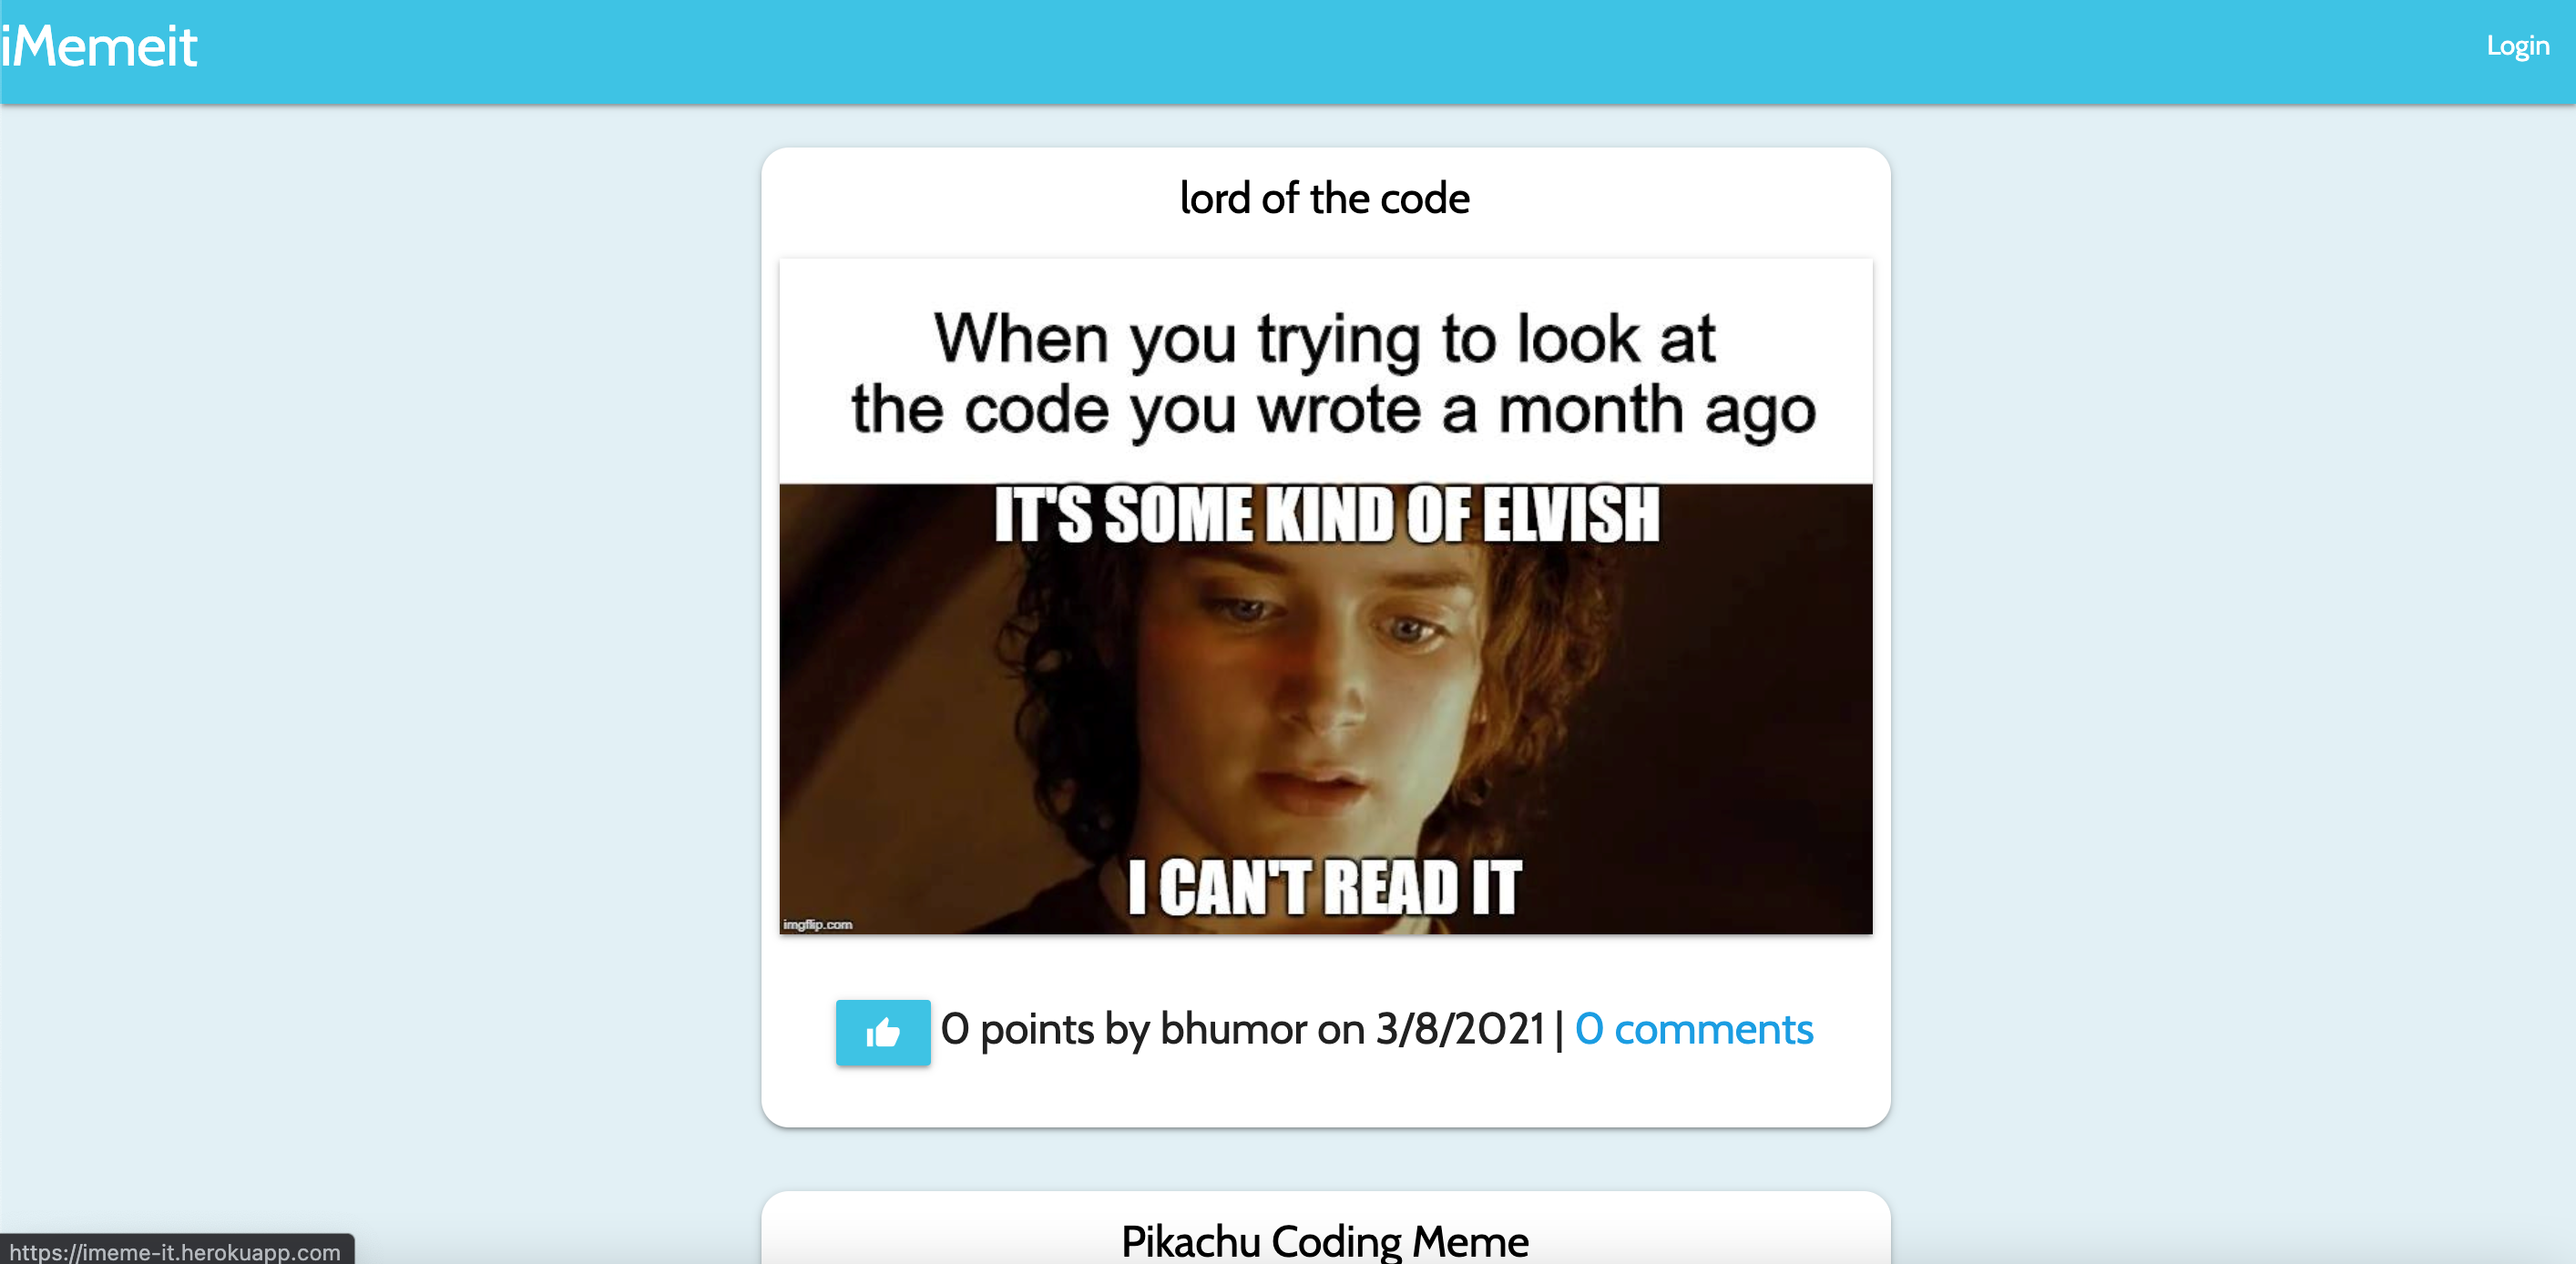 iMemeit
Login
lord of the code
When you trying to look at
the code you wrote a month ago
IT'S SOME KIND OF ELVISH
I CAN'T READ IT
imgflip.com
0 points by bhumor on 3/8/2021 | 0 comments
Pikachu Coding Meme
https://imeme-it.herokuapp.com